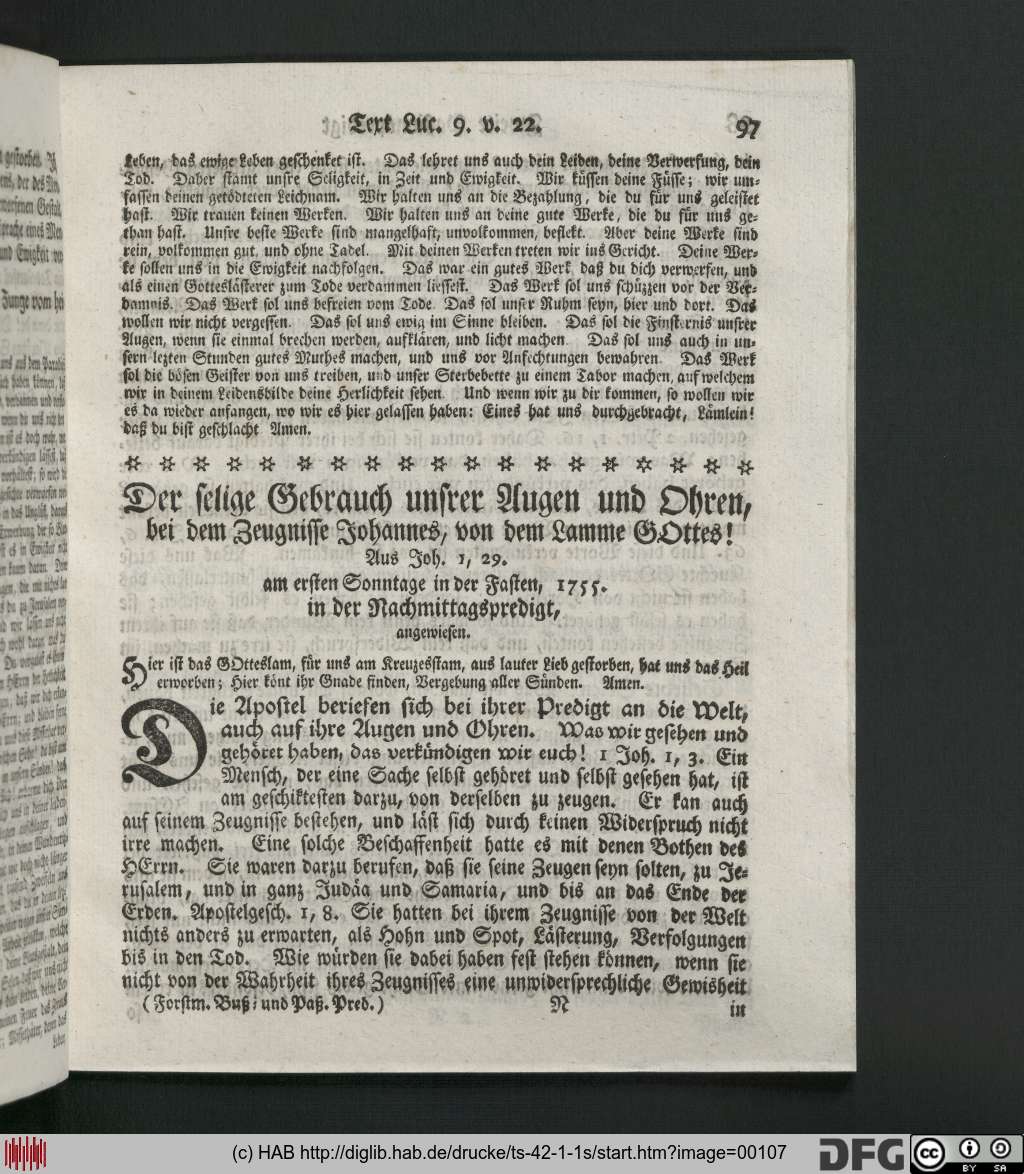 Text Luc. 9. v. 22. 97
Leben, das ewige Leben geschenket ist. Das lehret uns auch dein Leiden, deine Verwerfung, dein
Tod. Daher stamt unsre Seligkeit, in Zeit und Ewigkeit. Wir küssen deine Füsse; wir um-
fassen deinen getödteten Leichnam. Wir halten uns an die Bezahlung, die du für uns geleistet
hast. Wir trauen keinen Werken. Wir halten uns an deine gute Werke, die du für uns ge-
than hast. Unsre beste Werke sind mangelhaft, unvolkommen, beflekt. Aber deine Werke sind
rein, volkommen gut, und ohne Tadel. Mit deinen Werken treten wir ins Gericht. Deine Wer-
ke sollen uns in die Ewigkeit nachfolgen. Das war ein gutes Werk, daß du dich verwerfen, und
als einen Gotteslästerer zum Tode verdammen liessest. Das Werk sol uns schüzzen vor der Ver-
damnis. Das Werk sol uns befreien vom Tode. Das sol unser Ruhm seyn, hier und dort. Das
wollen wir nicht vergessen. Das sol uns ewig im Sinne bleiben. Das sol die Finsternis unsrer
Augen, wenn sie einmal brechen werden, aufklären, und licht machen. Das sol uns auch in un-
sern lezten Stunden gutes Muthes machen, und uns vor Anfechtungen bewahren. Das Werk
sol die bösen Geister von uns treiben, und unser Sterbebette zu einem Tabor machen, auf welchem
wir in deinem Leidensbilde deine Herlichkeit sehen. Und wenn wir zu dir kommen, so wollen wir
es da wieder anfangen, wo wir es hier gelassen haben: Eines hat uns durchgebracht, Lämlein!
daß du bist geschlacht Amen.
Der selige Gebrauch unsrer Augen und Ohren,
bei dem Zeugnisse Johannes, von dem Lamme GOttes!
Aus Joh. 1, 29.
am ersten Sonntage in der Fasten, 1755.
in der Nachmittagspredigt,
angewiesen.
Hier ist das GOtteslam, für uns am Kreuzesstam, aus lauter Lieb gestorben, hat uns das Heil
erworben; Hier könt ihr Gnade finden, Vergebung aller Sünden. Amen.
Die Apostel beriefen sich bei ihrer Predigt an die Welt,
auch auf ihre Augen und Ohren. Was wir gesehen und
gehöret haben, das verkündigen wir euch! 1 Joh. 1, 3. Ein
Mensch, der eine Sache selbst gehöret und selbst gesehen hat, ist
am geschiktesten darzu, von derselben zu zeugen. Er kan auch
auf seinem Zeugnisse bestehen, und läst sich durch keinen Widerspruch nicht
irre machen. Eine solche Beschaffenheit hatte es mit denen Bothen des
HErrn. Sie waren darzu berufen, daß sie seine Zeugen seyn solten, zu Je-
rusalem, und in ganz Judäa und Samaria, und bis an das Ende der
Erden. Apostelgesch. 1, 8. Sie hatten bei ihrem Zeugnisse von der Welt
nichts anders zu erwarten, als Hohn und Spot, Lästerung, Verfolgungen
bis in den Tod. Wie würden sie dabei haben fest stehen können, wenn sie
nicht von der Wahrheit ihres Zeugnisses eine unwidersprechliche Gewisheit
(Forstm. Buß- und Paß. Pred.) N in
(c) HAB http://diglib.hab.de/drucke/ts-42-1-1s/start.htm?image=00107
DFG cc BY SA